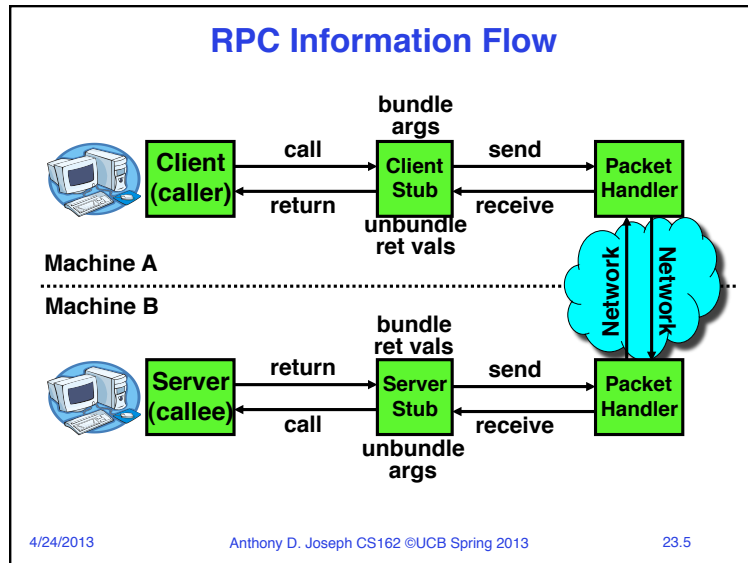 RPC Information Flow
bundle
args
Client
(caller)
call
return
Client
Stub
send
receive
Packet
Handler
unbundle
ret vals
Machine A
Network
Network
Machine B
bundle
ret vals
Server
(callee)
return
call
Server
Stub
send
receive
Packet
Handler
unbundle
args
4/24/2013
Anthony D. Joseph CS162 ©UCB Spring 2013
23.5